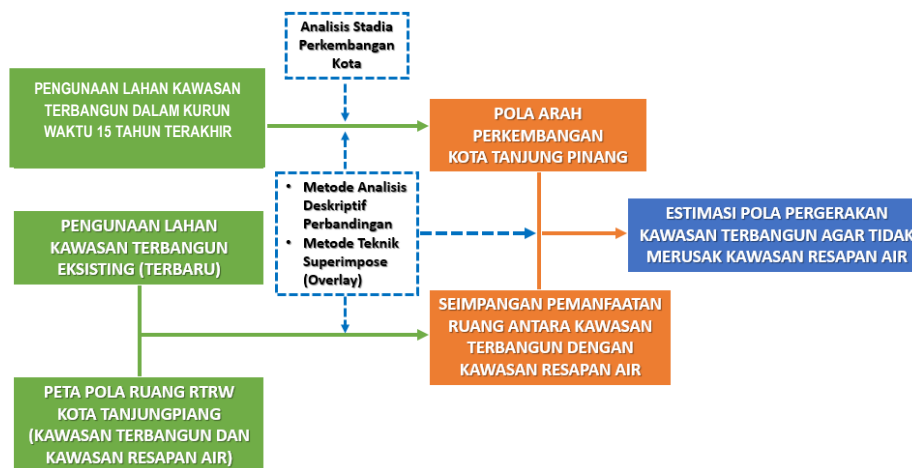 Analisis Stadia
Perkembangan
Kota
PENGUNAAN LAHAN KAWASAN
TERBANGUN DALAM KURUN
WAKTU 15 TAHUN TERAKHIR
POLA ARAH
PERKEMBANGAN
KOTA TANJUNG PINANG
• Metode Analisis
Deskriptif
Perbandingan
• Metode Teknik
Superimpose
(Overlay)
PENGUNAAN LAHAN
KAWASAN TERBANGUN
EKSISTING (TERBARU)
ESTIMASI POLA PERGERAKAN
KAWASAN TERBANGUN AGAR TIDAK
MERUSAK KAWASAN RESAPAN AIR
SEIMPANGAN PEMANFAATAN
RUANG ANTARA KAWASAN
TERBANGUN DENGAN
KAWASAN RESAPAN AIR
PETA POLA RUANG RTRW
KOTA TANJUNGPIANG
(KAWASAN TERBANGUN DAN
KAWASAN RESAPAN AIR)